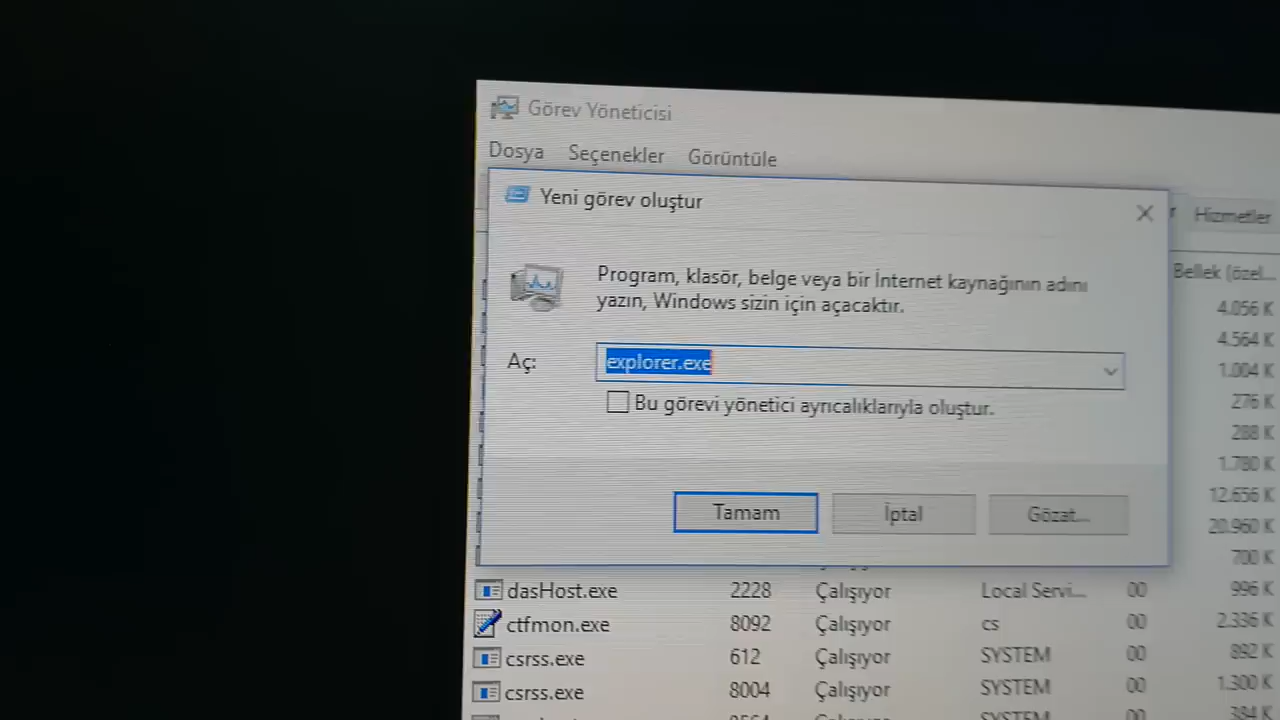 Görev Yöneticisi
Dosya Seçenekler Görüntüle
Yeni görev oluştur
Hizmetler
Program, klasör, belge veya bir İnternet kaynağının adını
yazın, Windows sizin için açacaktır.
Bellek (özel...
4.056 K
4.564 K
Aç: explorer.exe
1.004 K
Bu görevi yönetici ayrıcalıklarıyla oluştur.
276 K
288 K
1.780 K
12.656 K
Tamam İptal Gözat...
20.960 K
700 K
dasHost.exe 2228 Çalışıyor Local Servi... 00 996 K
ctfmon.exe 8092 Çalışıyor cs 00 2.336 K
csrss.exe 612 Çalışıyor SYSTEM 00 892 K
csrss.exe 8004 Çalışıyor SYSTEM 00 1.300 K
SYSTEM 00 384 K